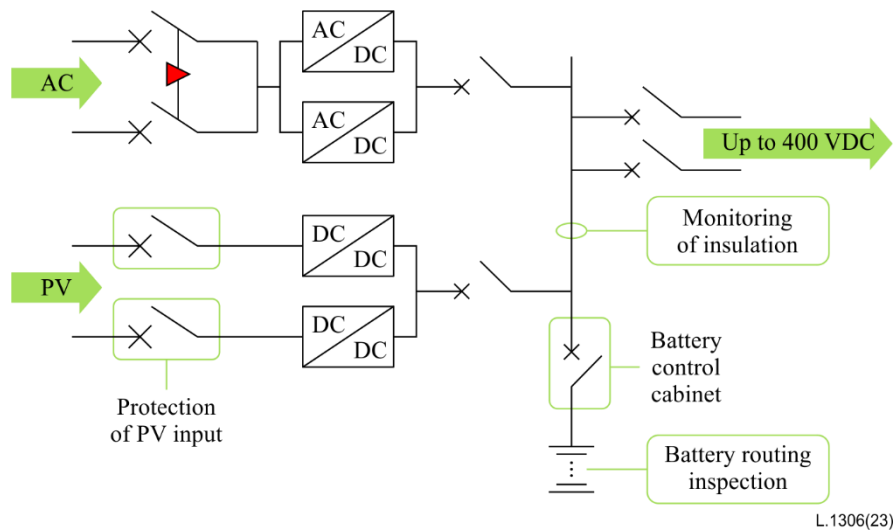 AC
AC
DC
AC
DC
Up to 400 VDC
Monitoring
of insulation
PV
DC
DC
DC
DC
Protection
of PV input
Battery
control
cabinet
Battery routing
inspection
L.1306(23)